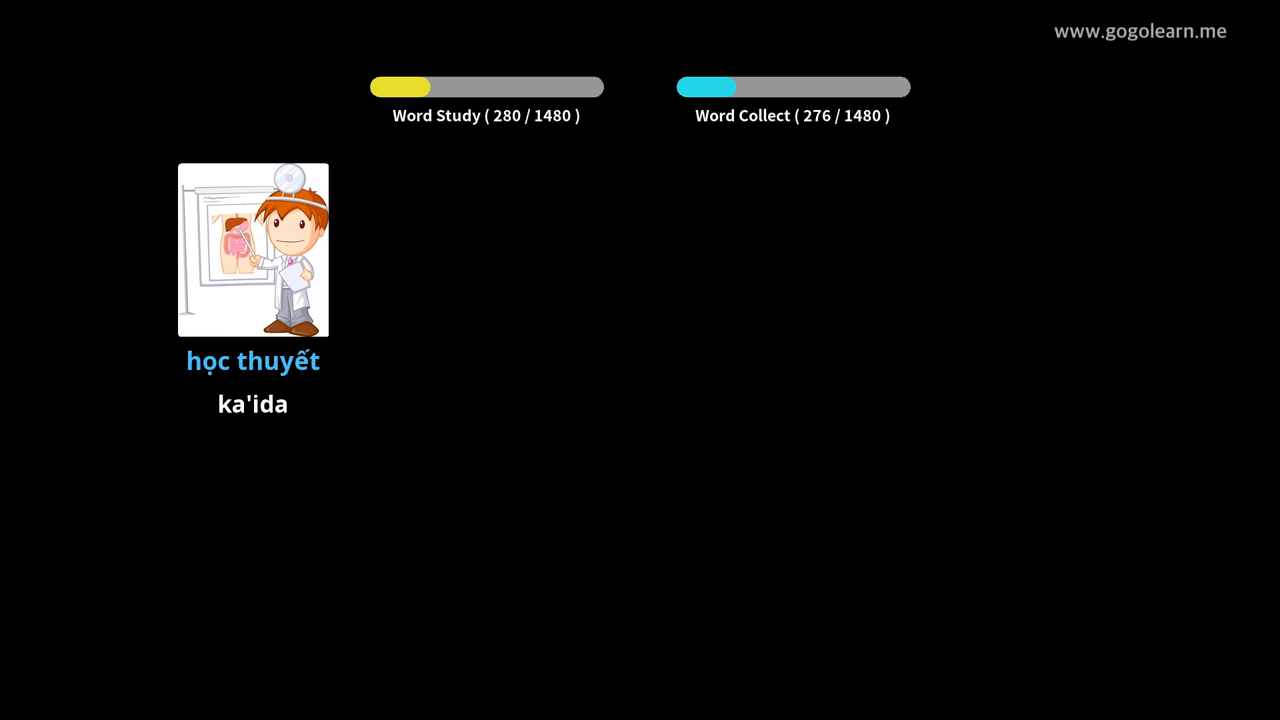 www.gogolearn.me
Word Study ( 280 / 1480 )
Word Collect ( 276 / 1480 )
học thuyết
ka'ida